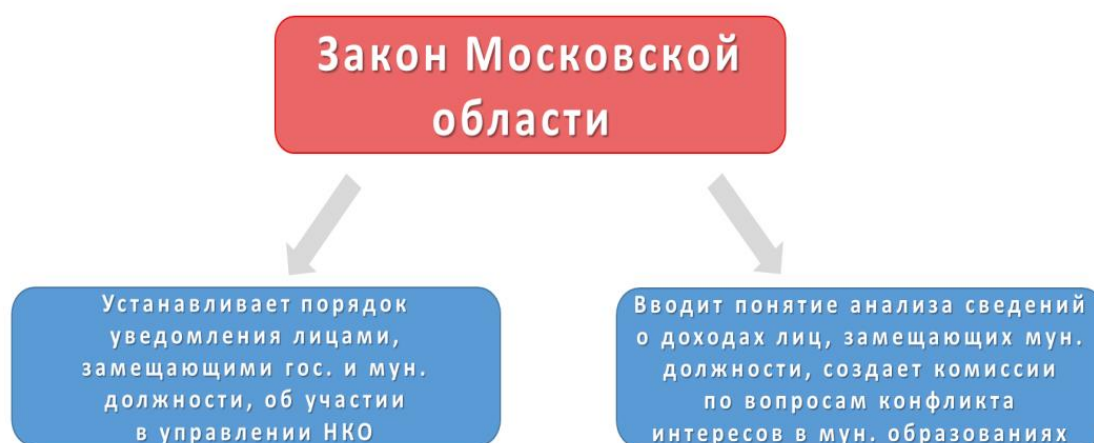 Закон Московской
области
Устанавливает порядок
уведомления лицами,
замещающими гос. и мун.
должности, об участии
в управлении НКО
Вводит понятие анализа сведений
о доходах лиц, замещающих мун.
должности, создает комиссии
по вопросам конфликта
интересов в мун. образованиях